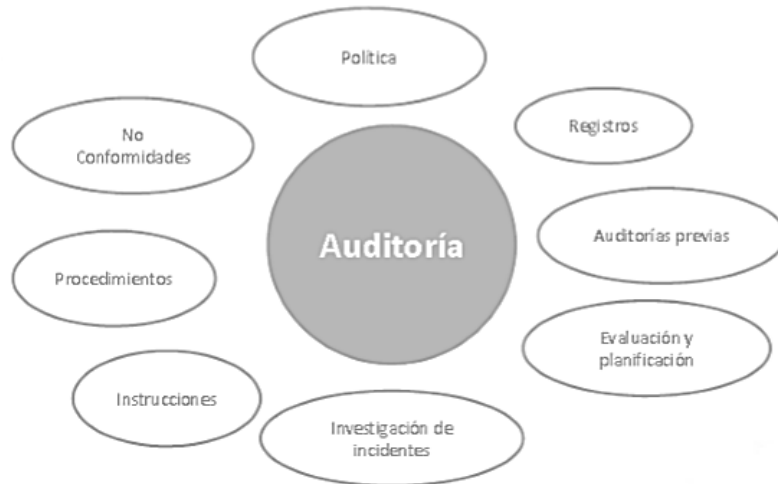 Política
No
Conformidades
Registros
Auditoría
Auditorías previas
Procedimientos
Evaluación y
planificación
Instrucciones
Investigación de
incidentes